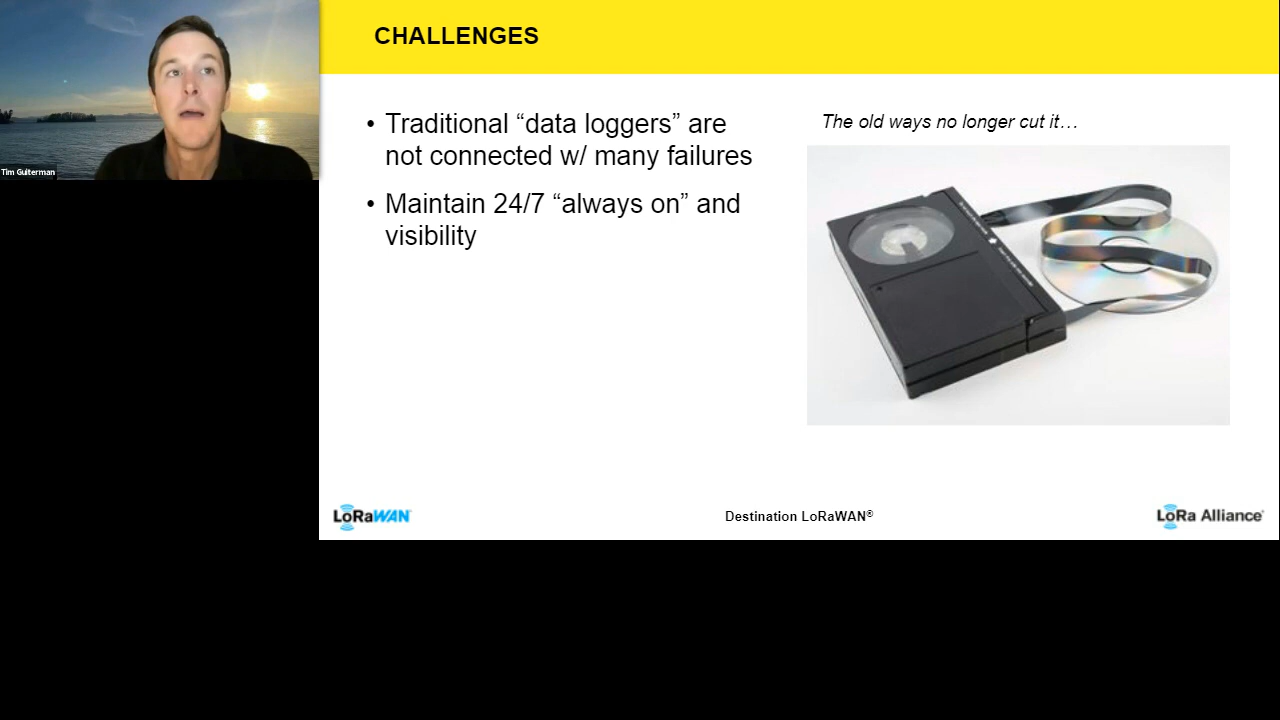 CHALLENGES
• Traditional “data loggers” are
not connected w/ many failures
• Maintain 24/7 “always on” and
visibility
The old ways no longer cut it…
Tim Guiterman
LoRaWAN
Destination LoRaWAN®
LoRa Alliance